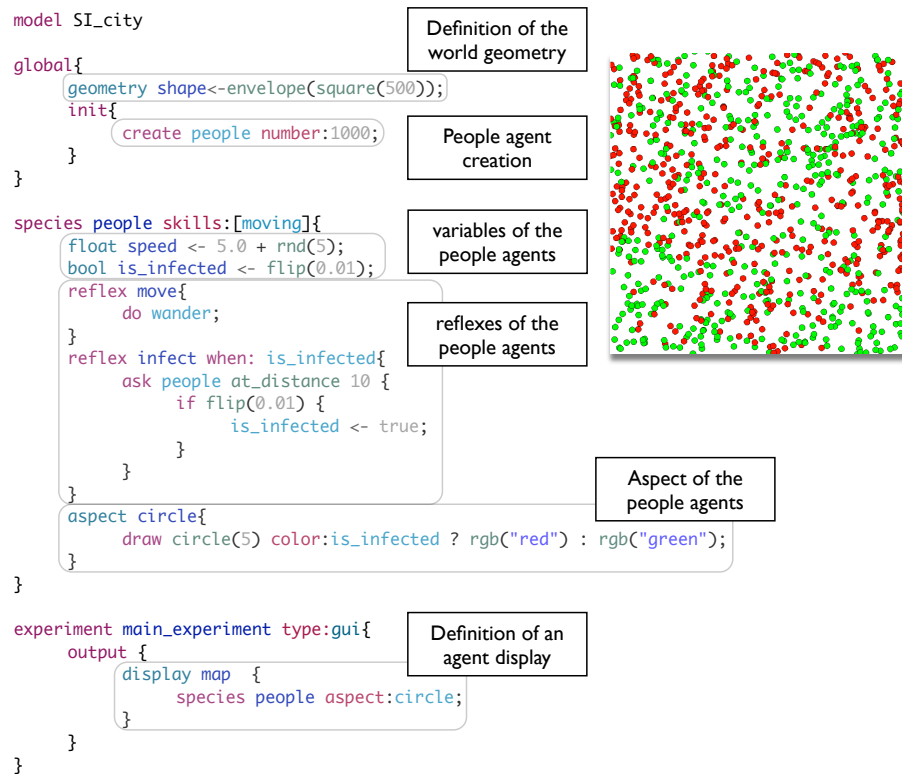 model SI_city
Definition of the
world geometry
global{
geometry shape<-envelope(square(500));
init{
create people number:1000;
People agent
creation
}
}
species people skills:[moving]{
float speed <- 5.0 + rnd(5);
bool is_infected <- flip(0.01);
variables of the
people agents
reflex move{
do wander;
}
reflex infect when: is_infected{
ask people at_distance 10 {
if flip(0.01) {
is_infected <- true;
}
}
}
reflexes of the
people agents
Aspect of the
people agents
aspect circle{
draw circle(5) color:is_infected ? rgb("red") : rgb("green");
}
}
experiment main_experiment type:gui{
output {
Definition of an
agent display
display map {
species people aspect:circle;
}
}
}